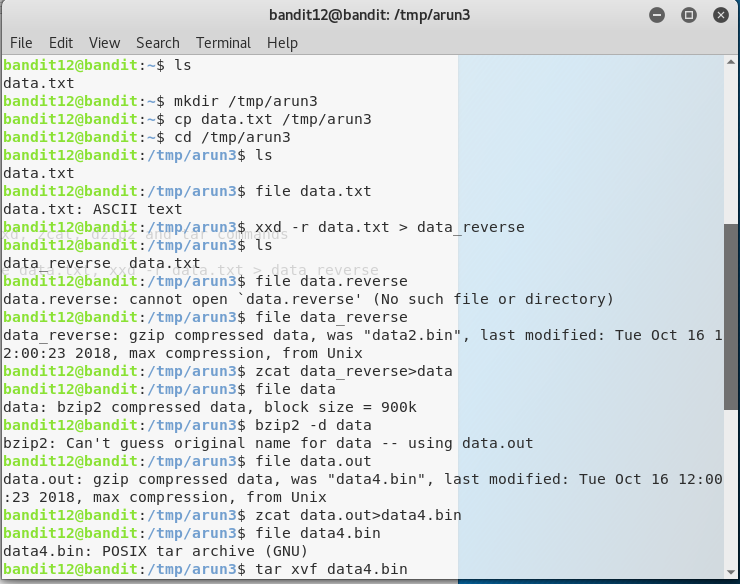 bandit12@bandit: /tmp/arun3
File Edit View Search Terminal Help
bandit12@bandit:~$ ls
data.txt
bandit12@bandit:~$ mkdir /tmp/arun3
bandit12@bandit:~$ cp data.txt /tmp/arun3
bandit12@bandit:~$ cd /tmp/arun3
bandit12@bandit:/tmp/arun3$ ls
data.txt
bandit12@bandit:/tmp/arun3$ file data.txt
data.txt: ASCII text
bandit12@bandit:/tmp/arun3$ xxd -r data.txt > data_reverse
bandit12@bandit:/tmp/arun3$ ls
data_reverse  data.txt
bandit12@bandit:/tmp/arun3$ file data.reverse
data.reverse: cannot open `data.reverse' (No such file or directory)
bandit12@bandit:/tmp/arun3$ file data_reverse
data_reverse: gzip compressed data, was "data2.bin", last modified: Tue Oct 16 1
2:00:23 2018, max compression, from Unix
bandit12@bandit:/tmp/arun3$ zcat data_reverse>data
bandit12@bandit:/tmp/arun3$ file data
data: bzip2 compressed data, block size = 900k
bandit12@bandit:/tmp/arun3$ bzip2 -d data
bzip2: Can't guess original name for data -- using data.out
bandit12@bandit:/tmp/arun3$ file data.out
data.out: gzip compressed data, was "data4.bin", last modified: Tue Oct 16 12:00
:23 2018, max compression, from Unix
bandit12@bandit:/tmp/arun3$ zcat data.out>data4.bin
bandit12@bandit:/tmp/arun3$ file data4.bin
data4.bin: POSIX tar archive (GNU)
bandit12@bandit:/tmp/arun3$ tar xvf data4.bin